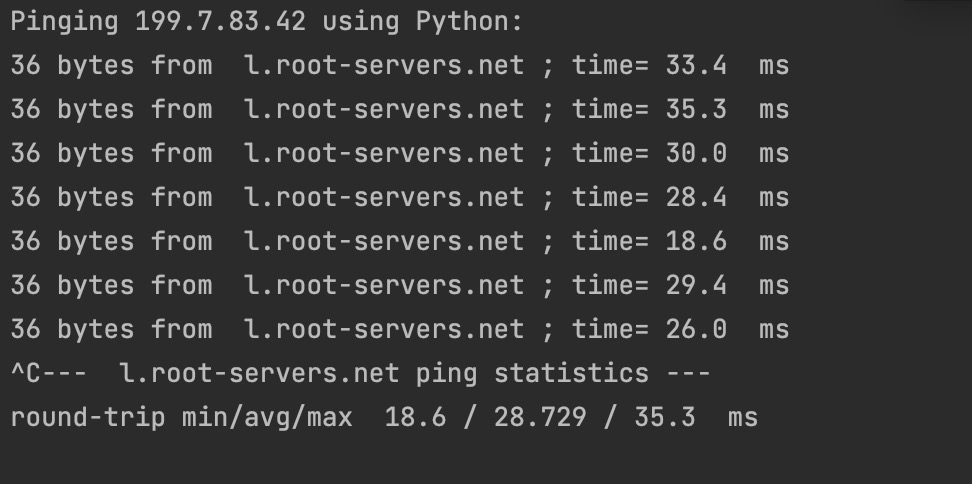 Pinging 199.7.83.42 using Python:
36 bytes from  l.root-servers.net ; time= 33.4  ms
36 bytes from  l.root-servers.net ; time= 35.3  ms
36 bytes from  l.root-servers.net ; time= 30.0  ms
36 bytes from  l.root-servers.net ; time= 28.4  ms
36 bytes from  l.root-servers.net ; time= 18.6  ms
36 bytes from  l.root-servers.net ; time= 29.4  ms
36 bytes from  l.root-servers.net ; time= 26.0  ms
^C---  l.root-servers.net ping statistics ---
round-trip min/avg/max  18.6 / 28.729 / 35.3  ms